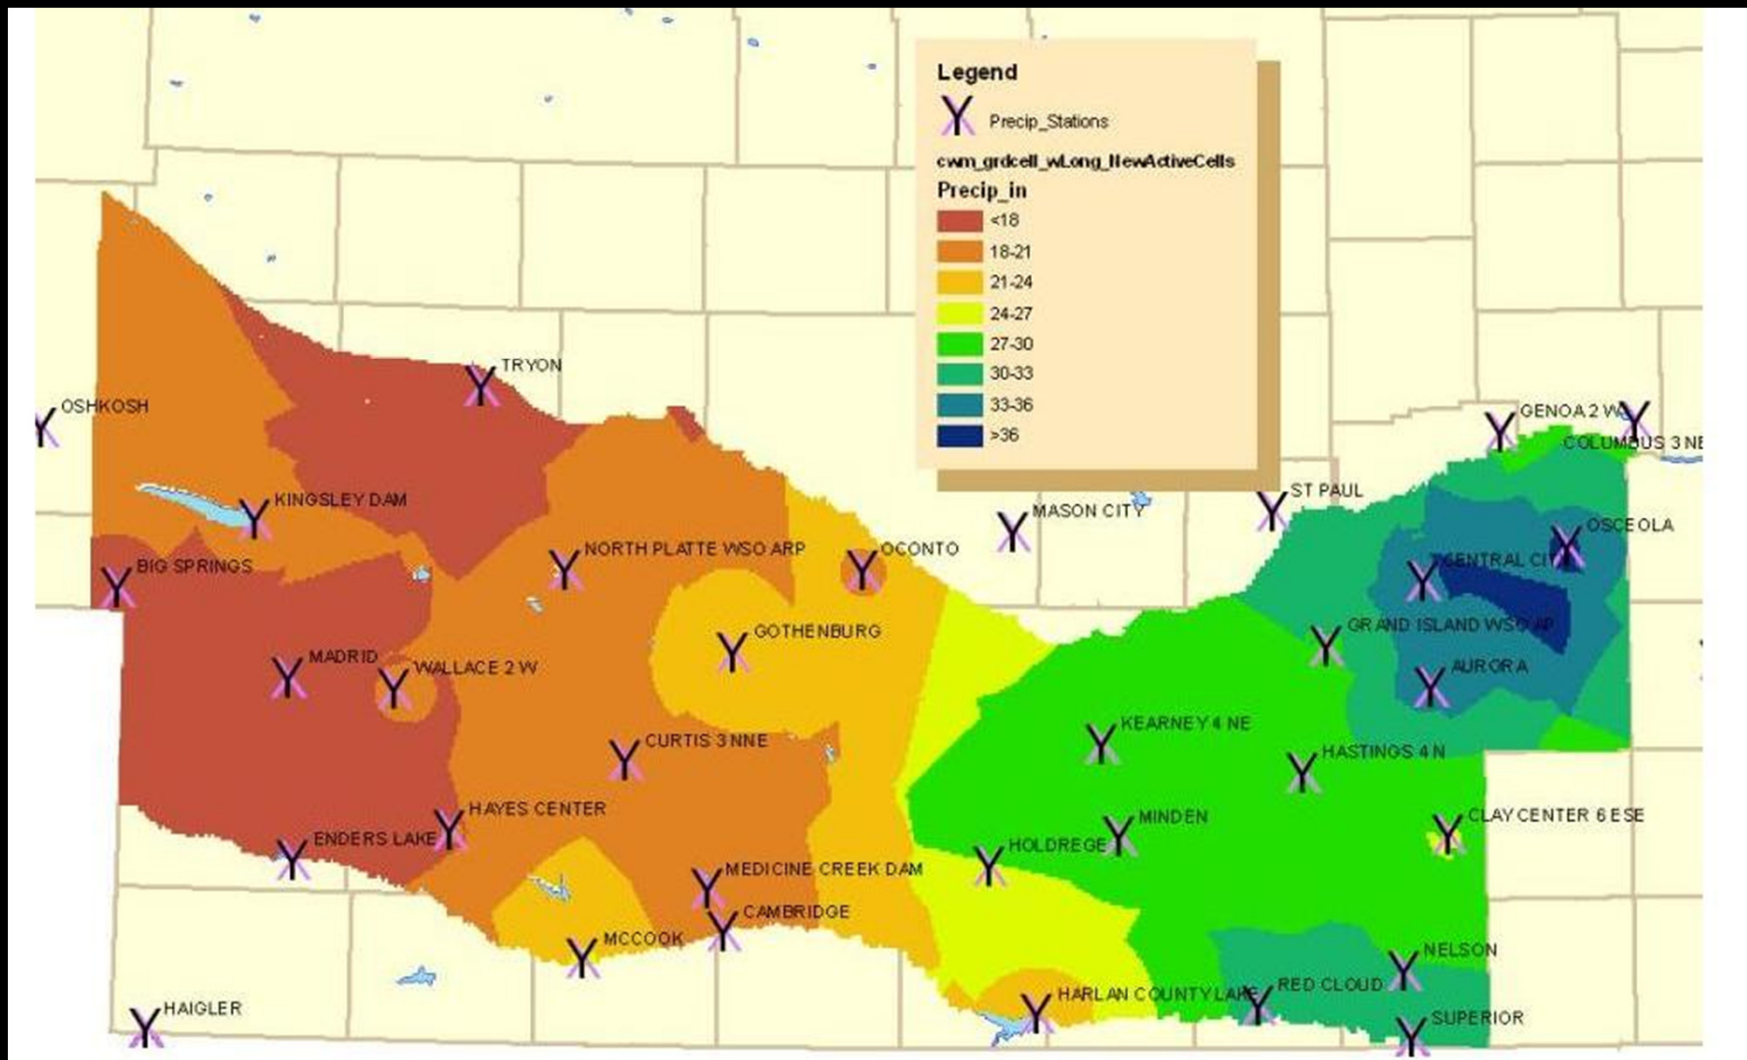 Legend
Precip_Stations
cwm_grdcell_wLong_NewActiveCells
Precip_in
<18
18-21
21-24
24-27
27-30
30-33
33-36
>36
TRYON
OSHKOSH
GENOA 2 W
COLUMBUS 3 NE
KINGSLEY DAM
ST PAUL
MASON CITY
OSCEOLA
NORTH PLATTE WSO ARP
OCONTO
BIG SPRINGS
CENTRAL CIT
GOTHENBURG
GRAND ISLAND WSO AP
MADRID
WALLACE 2 W
AURORA
KEARNEY 4 NE
CURTIS 3 NNE
HASTINGS 4 N
HAYES CENTER
MINDEN
CLAY CENTER 6 ESE
ENDERS LAKE
HOLDREGE
MEDICINE CREEK DAM
CAMBRIDGE
MCCOOK
NELSON
HARLAN COUNTY LAKE
RED CLOUD
HAIGLER
SUPERIOR